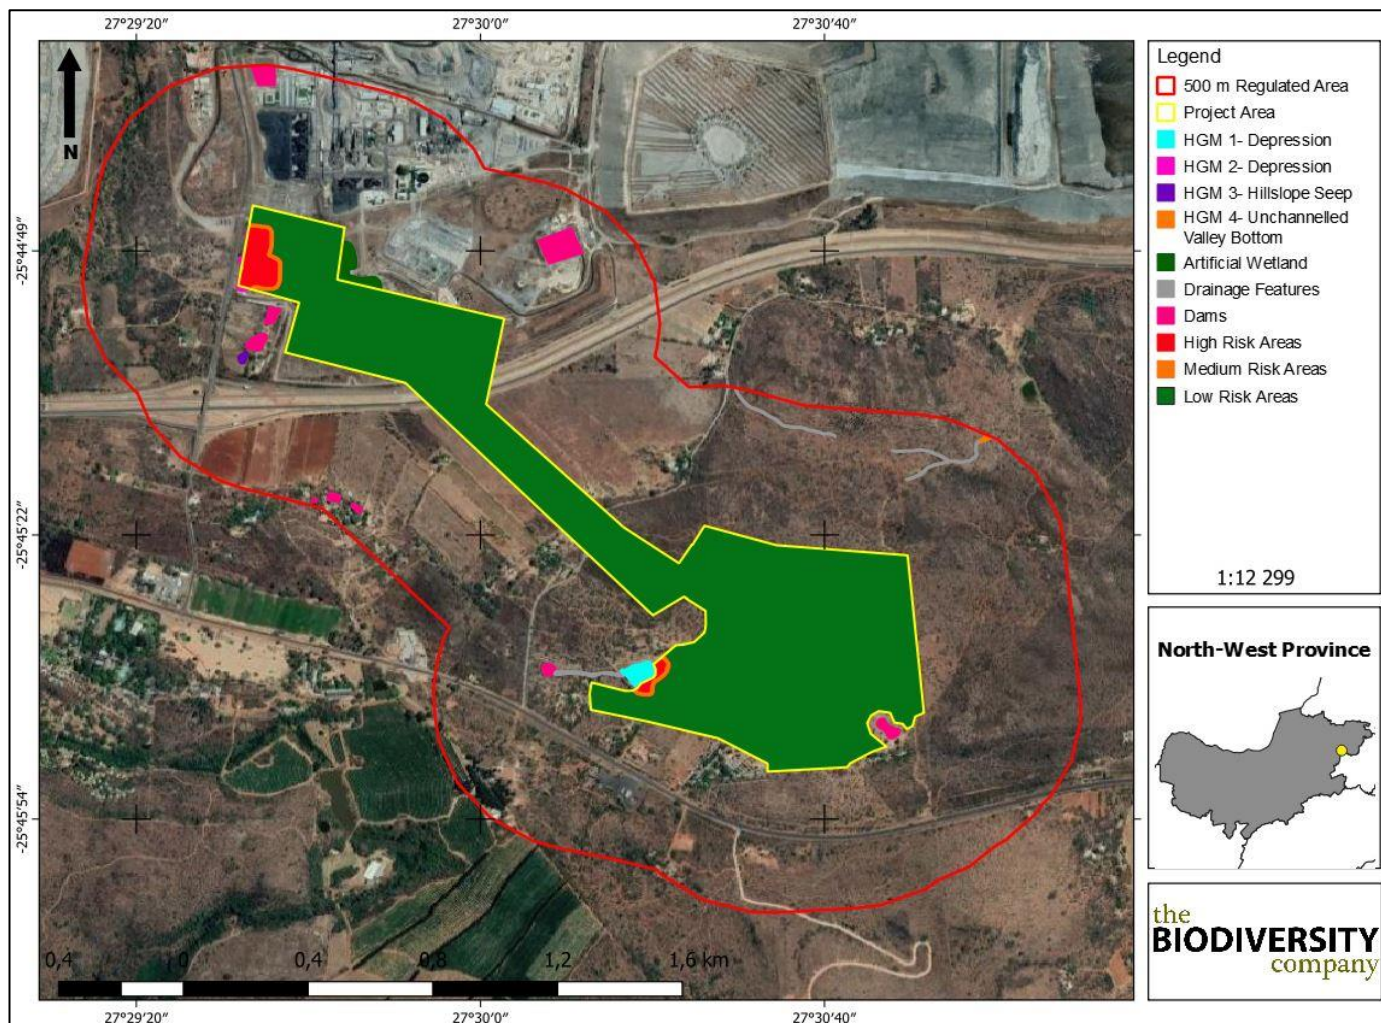 27°29′20″ 27°30′0″ 27°30′40″
N
-25°44′49″
-25°45′22″
-25°45′54″
0,4 0 0,4 0,8 1,2 1,6 km
27°29′20″ 27°30′0″ 27°30′40″
Legend
500 m Regulated Area
Project Area
HGM 1- Depression
HGM 2- Depression
HGM 3- Hillslope Seep
HGM 4- Unchannelled
Valley Bottom
Artificial Wetland
Drainage Features
Dams
High Risk Areas
Medium Risk Areas
Low Risk Areas
1:12 299
North-West Province
the
BIODIVERSITY
company